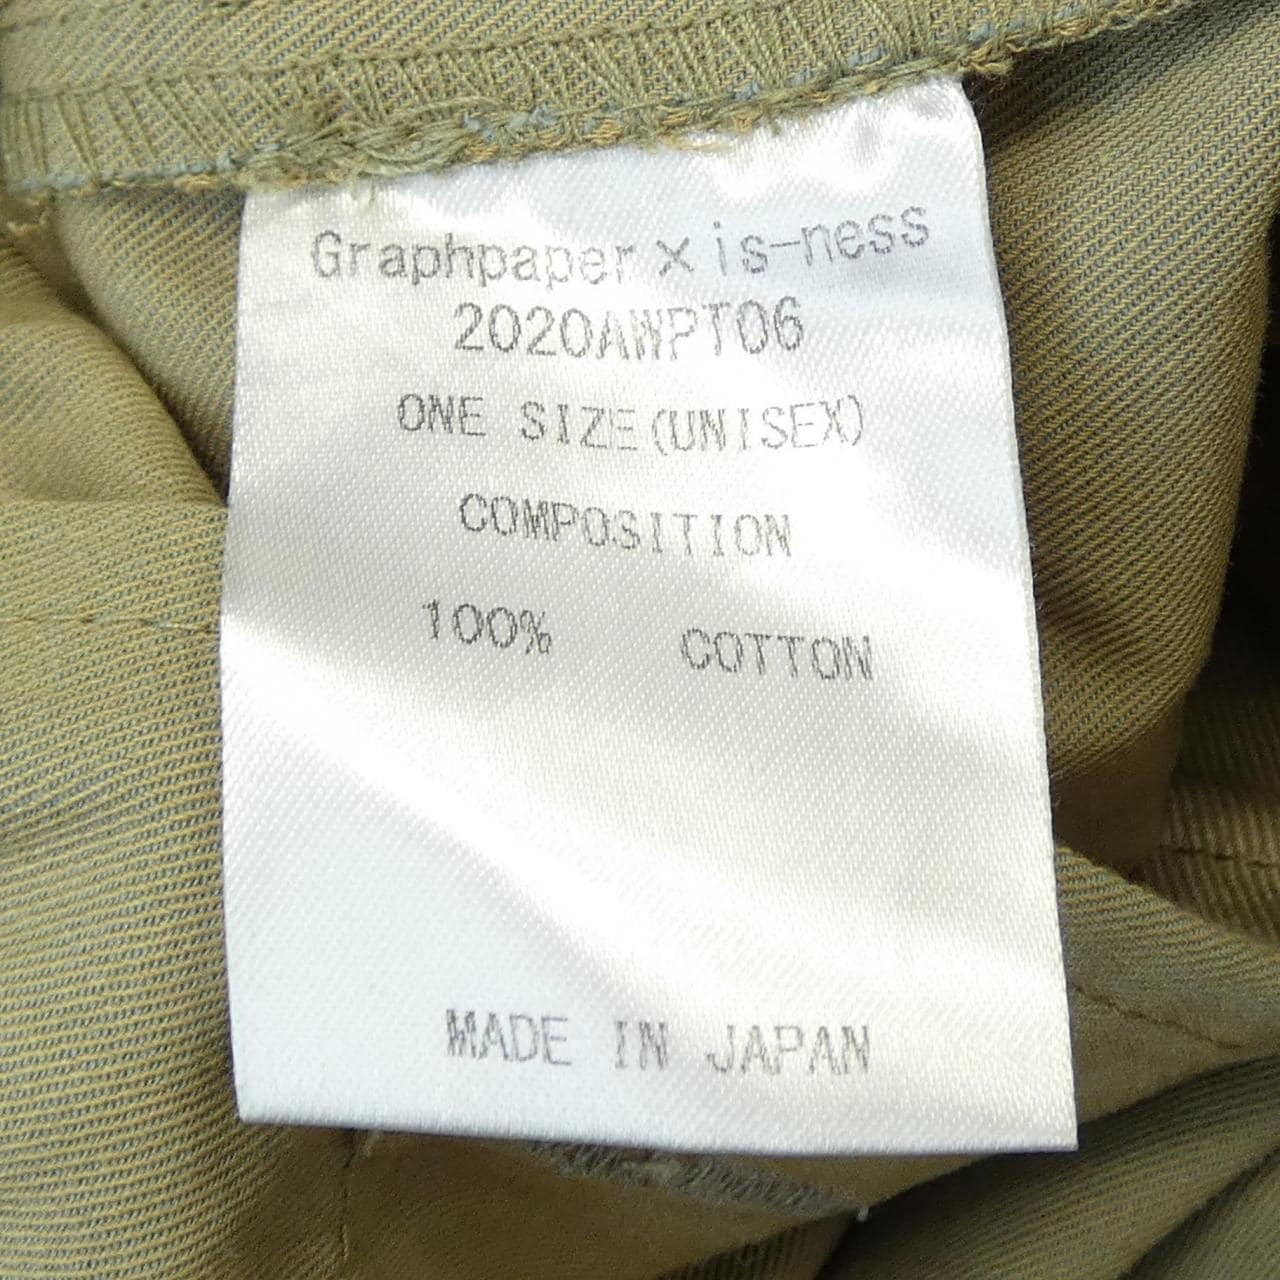 Graphpaper×is-ness
2020AWPT06
ONE SIZE(UNISEX)
COMPOSITION
100% COTTON
MADE IN JAPAN